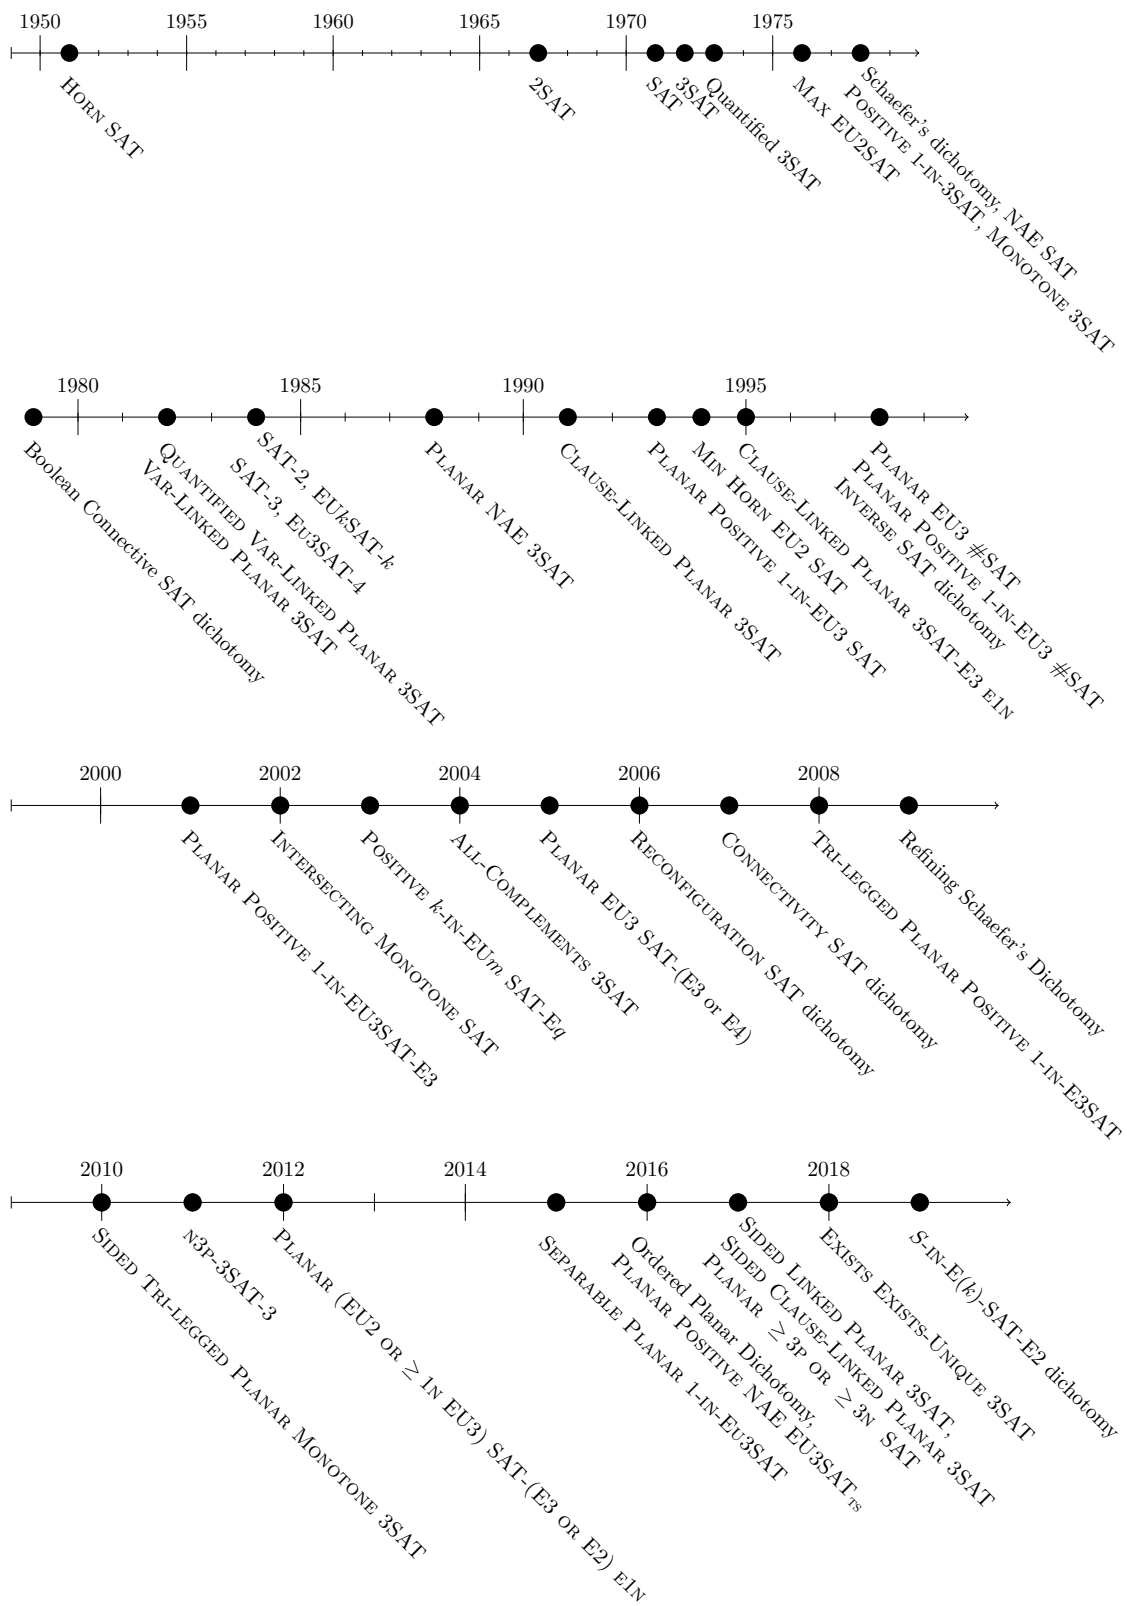 1950 1955 1960 1965 1970 1975
Horn SAT
2SAT
SAT
3SAT
Quantified 3SAT
Max EU2SAT
Schaefer's dichotomy, NAE SAT
Positive 1-in-3SAT, Monotone 3SAT
1980 1985 1990 1995
Boolean Connective SAT dichotomy
Quantified Var-Linked Planar 3SAT
Var-Linked Planar 3SAT
SAT-2, EUkSAT-k
SAT-3, Eu3SAT-4
Planar NAE 3SAT
Clause-Linked Planar 3SAT
Planar Positive 1-in-EU3 SAT
Min Horn EU2 SAT
Clause-Linked Planar 3SAT-E3 e1n
Planar EU3 #SAT
Planar Positive 1-in-EU3 #SAT
Inverse SAT dichotomy
2000 2002 2004 2006 2008
Planar Positive 1-in-EU3SAT-E3
Intersecting Monotone SAT
Positive k-in-EUm SAT-Eq
All-Complements 3SAT
Planar EU3 SAT-(E3 or E4)
Reconfiguration SAT dichotomy
Connectivity SAT dichotomy
Tri-legged Planar Positive 1-in-E3SAT
Refining Schaefer's Dichotomy
2010 2012 2014 2016 2018
Sided Tri-legged Planar Monotone 3SAT
n3p-3SAT-3
Planar (EU2 or ≥ 1n EU3) SAT-(E3 or E2) e1n
Separable Planar 1-in-Eu3SAT
Ordered Planar Dichotomy,
Planar Positive NAE EU3SATts
Sided Linked Planar 3SAT,
Sided Clause-Linked Planar 3SAT
Planar ≥ 3p or ≥ 3n SAT
Exists Exists-Unique 3SAT
S-in-E(k)-SAT-E2 dichotomy